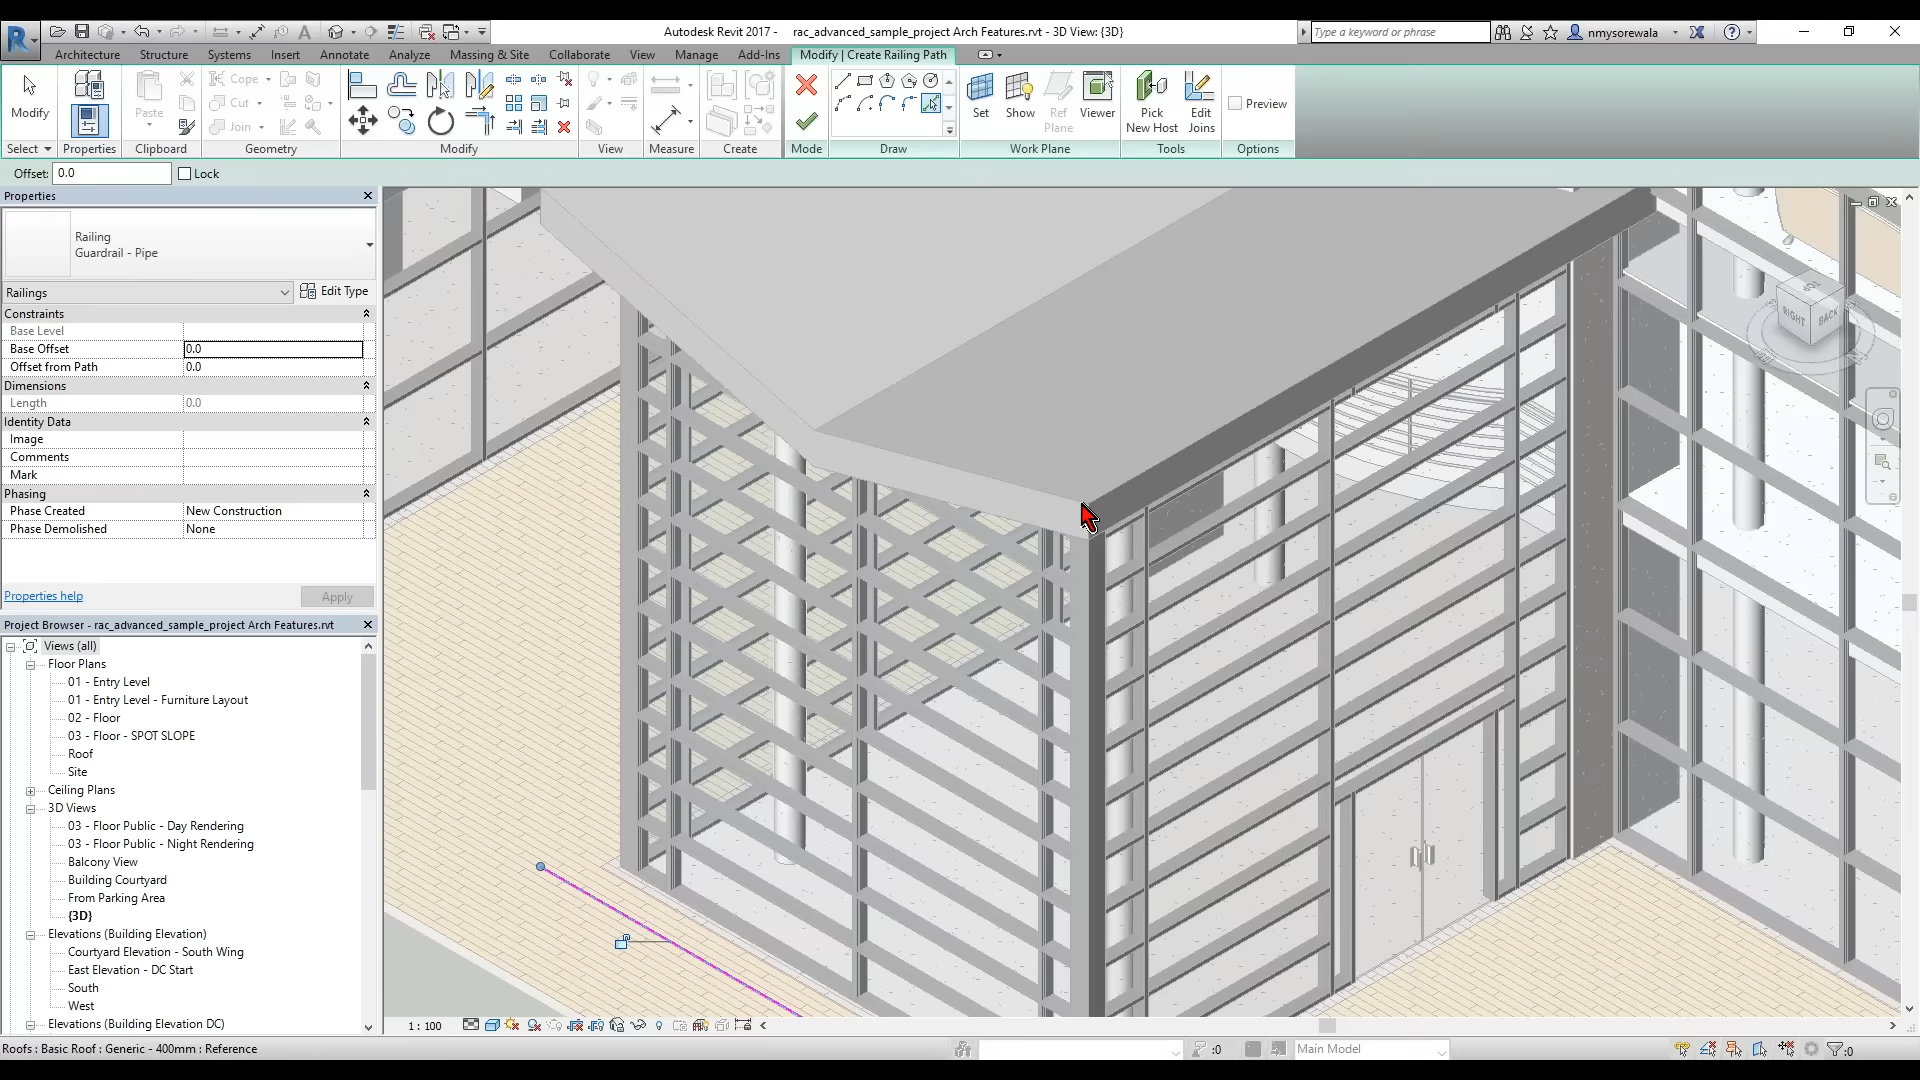 Autodesk Revit 2017 - rac_advanced_sample_project Arch Features.rvt - 3D View: {3D}
Type a keyword or phrase
nmysorewala
Architecture Structure Systems Insert Annotate Analyze Massing & Site Collaborate View Manage Add-Ins Modify | Create Railing Path
Modify Paste Cope Cut Join Set Show Ref Plane Viewer Pick New Host Edit Joins Preview
Select Properties Clipboard Geometry Modify View Measure Create Mode Draw Work Plane Tools Options
Offset: 0.0 Lock
Properties
Railing
Guardrail - Pipe
Railings Edit Type
Constraints
Base Level
Base Offset 0.0
Offset from Path 0.0
Dimensions
Length 0.0
Identity Data
Image
Comments
Mark
Phasing
Phase Created New Construction
Phase Demolished None
Properties help Apply
Project Browser - rac_advanced_sample_project Arch Features.rvt
Views (all)
Floor Plans
01 - Entry Level
01 - Entry Level - Furniture Layout
02 - Floor
03 - Floor - SPOT SLOPE
Roof
Site
Ceiling Plans
3D Views
03 - Floor Public - Day Rendering
03 - Floor Public - Night Rendering
Balcony View
Building Courtyard
From Parking Area
{3D}
Elevations (Building Elevation)
Courtyard Elevation - South Wing
East Elevation - DC Start
South
West
Elevations (Building Elevation DC)
RIGHT BACK
1 : 100
Roofs : Basic Roof : Generic - 400mm : Reference
:0
Main Model
:0